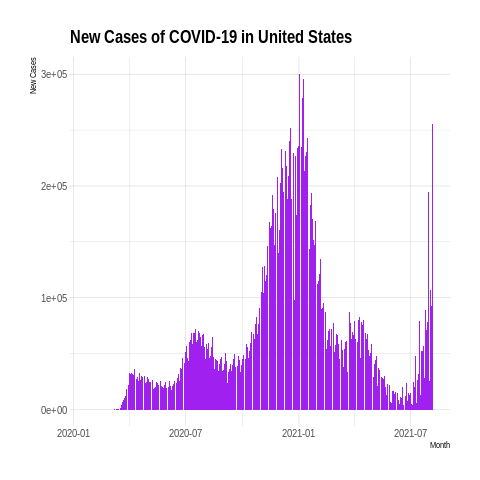 New Cases of COVID-19 in United States
New Cases
3e+05
2e+05
1e+05
0e+00
2020-01
2020-07
2021-01
2021-07
Month